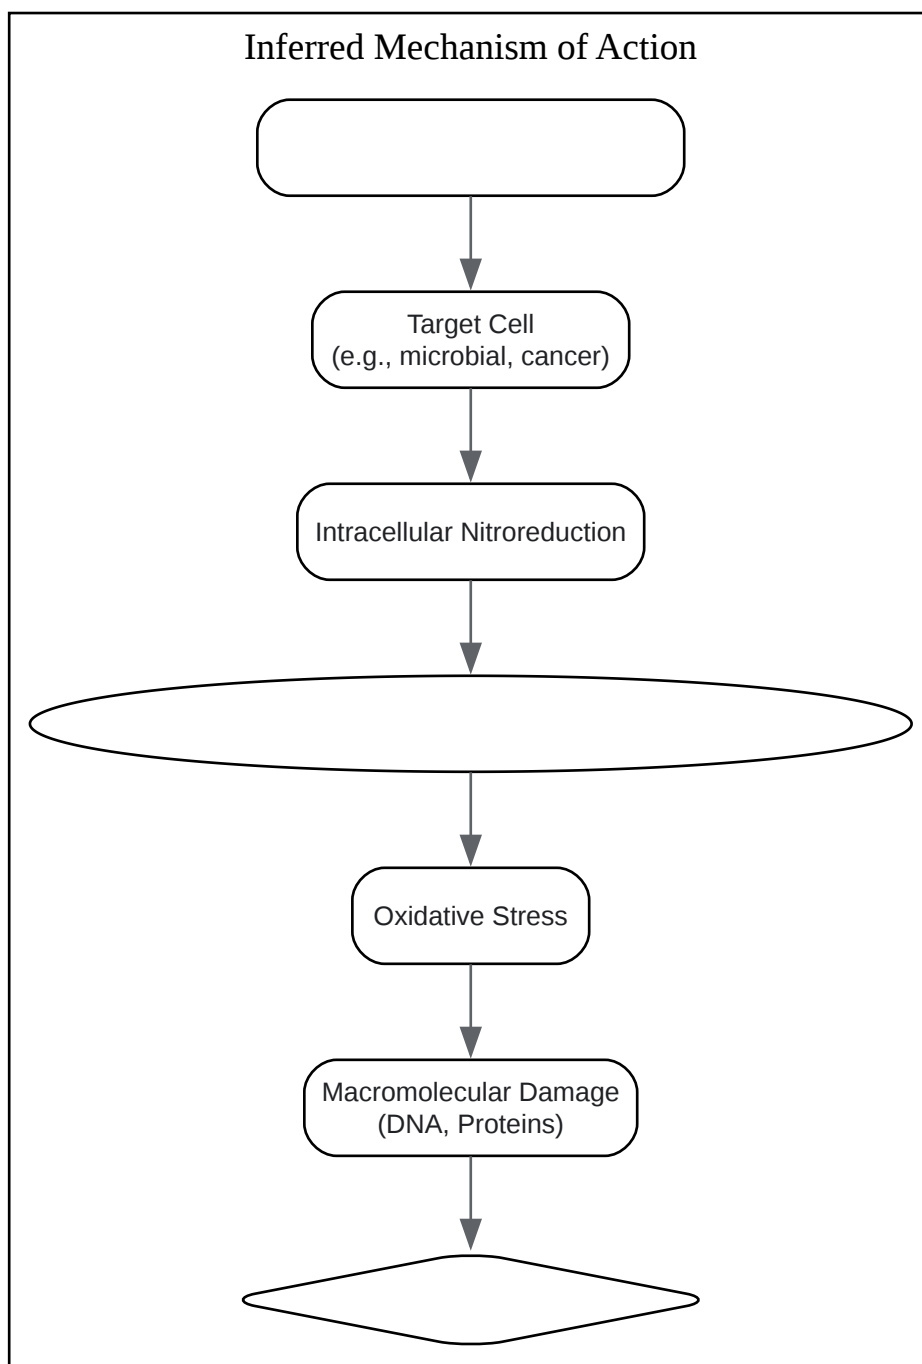 Inferred Mechanism of Action
Target Cell
(e.g., microbial, cancer)
Intracellular Nitroreduction
Oxidative Stress
Macromolecular Damage
(DNA, Proteins)